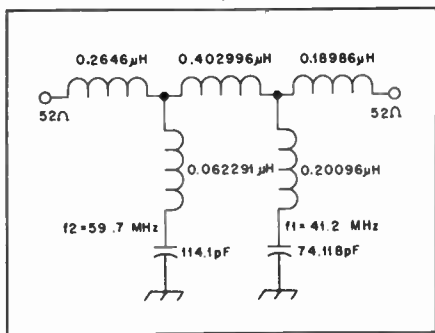 0.2646µH 0.402996µH 0.18986µH
52Ω 52Ω
0.062291µH 0.20096µH
f2=59.7 MHz f1=41.2 MHz
114.1pF 74.118pF